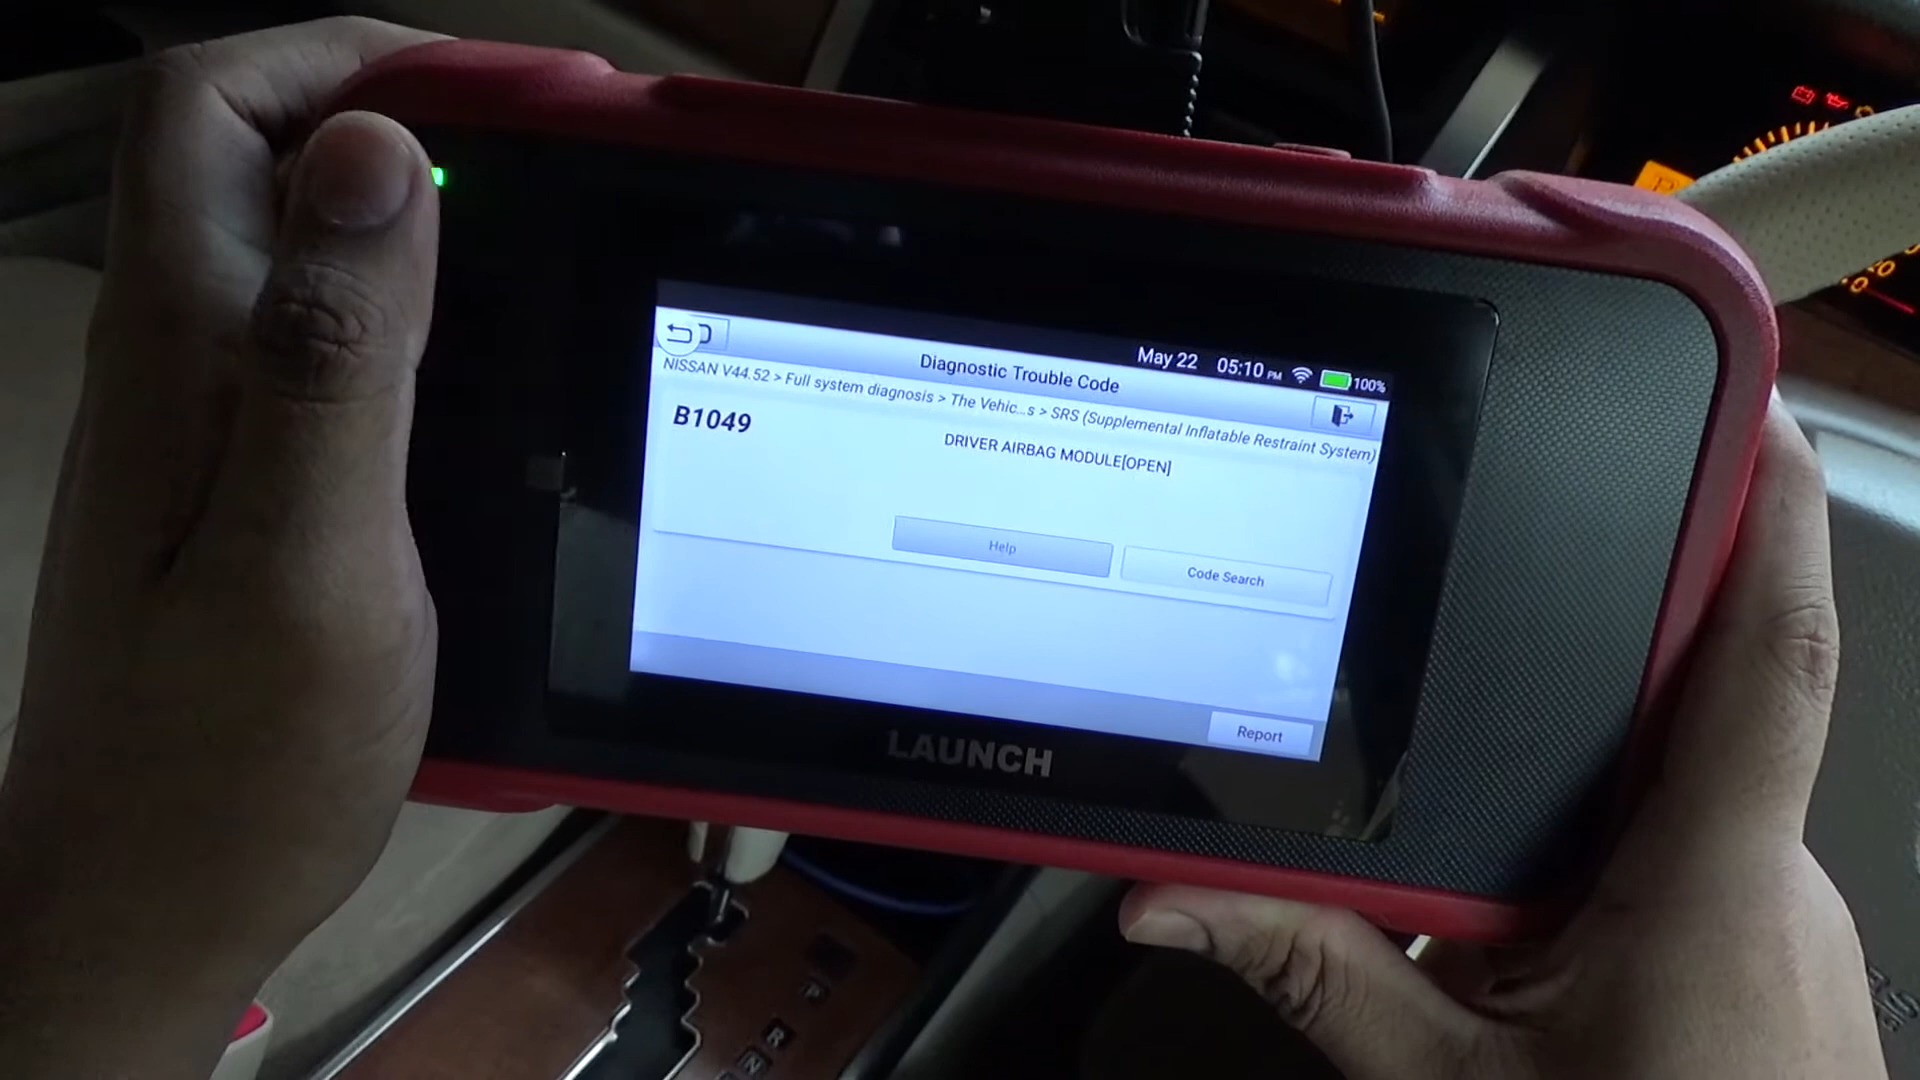 May 22 05:10 PM 100%
Diagnostic Trouble Code
NISSAN V44.52 > Full system diagnosis > The Vehic...s > SRS (Supplemental Inflatable Restraint System)
B1049
DRIVER AIRBAG MODULE[OPEN]
Help
Code Search
Report
LAUNCH
P
R
N